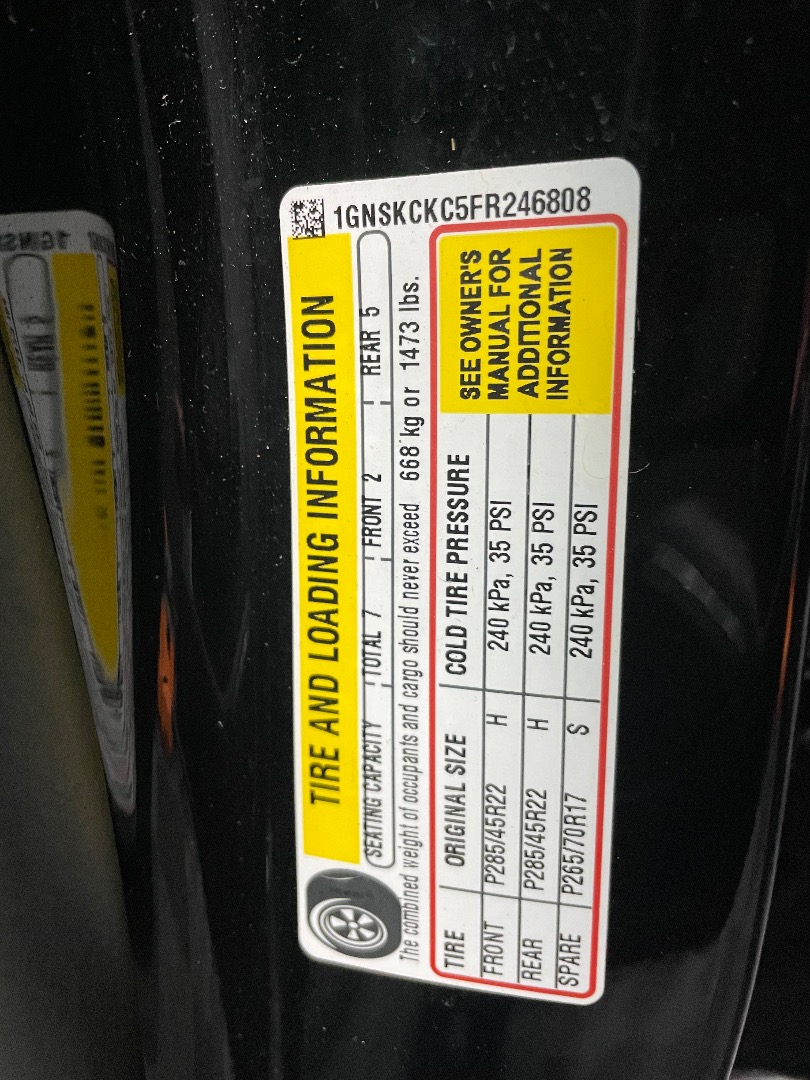 1GNSKCKC5FR246808
TIRE AND LOADING INFORMATION
SEATING CAPACITY TOTAL 7 FRONT 2 REAR 5
The combined weight of occupants and cargo should never exceed 668 kg or 1473 lbs.
TIRE ORIGINAL SIZE COLD TIRE PRESSURE
FRONT P285/45R22 H 240 kPa, 35 PSI
REAR P285/45R22 H 240 kPa, 35 PSI
SPARE P265/70R17 S 240 kPa, 35 PSI
SEE OWNER'S
MANUAL FOR
ADDITIONAL
INFORMATION